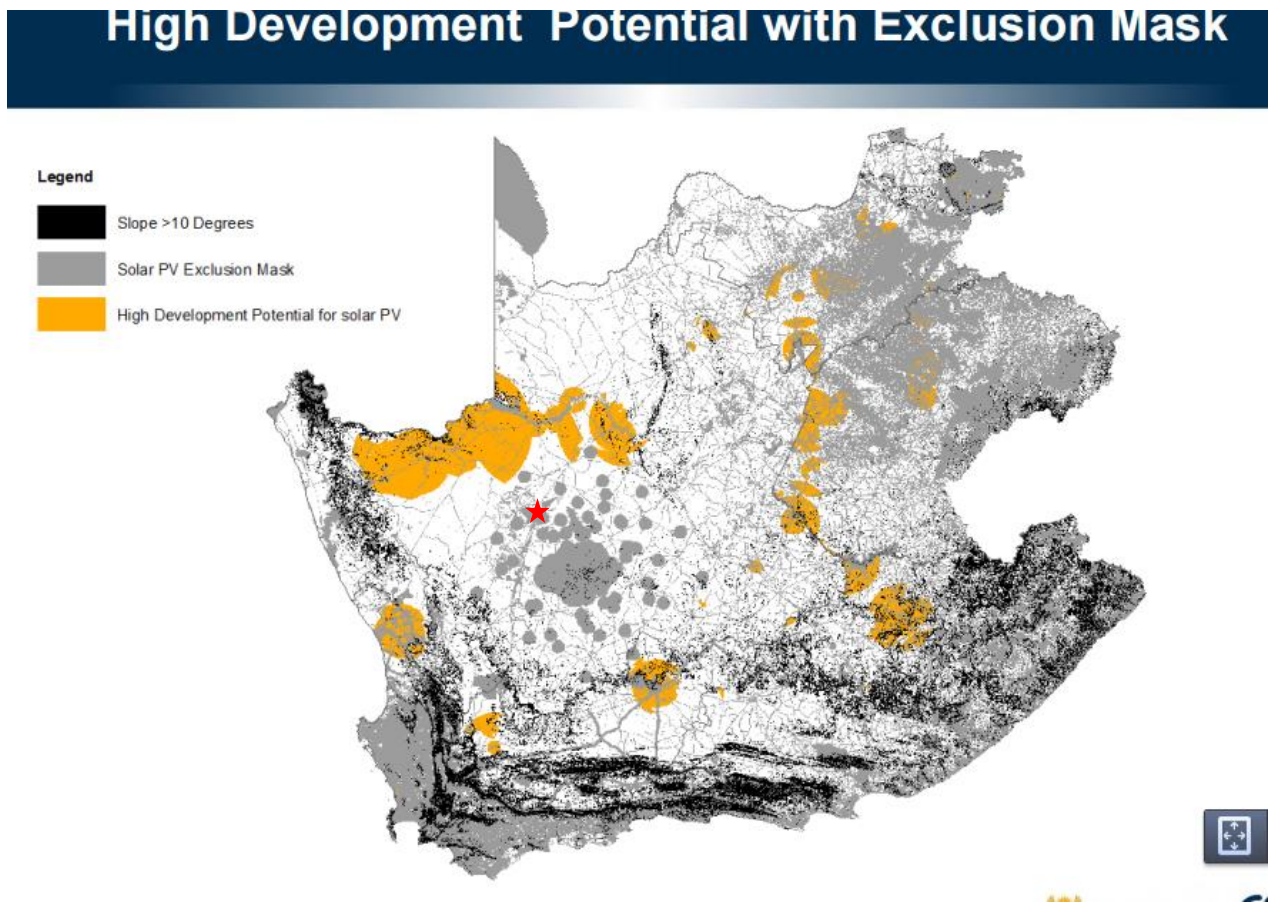 High Development Potential with Exclusion Mask
Legend
Slope >10 Degrees
Solar PV Exclusion Mask
High Development Potential for solar PV